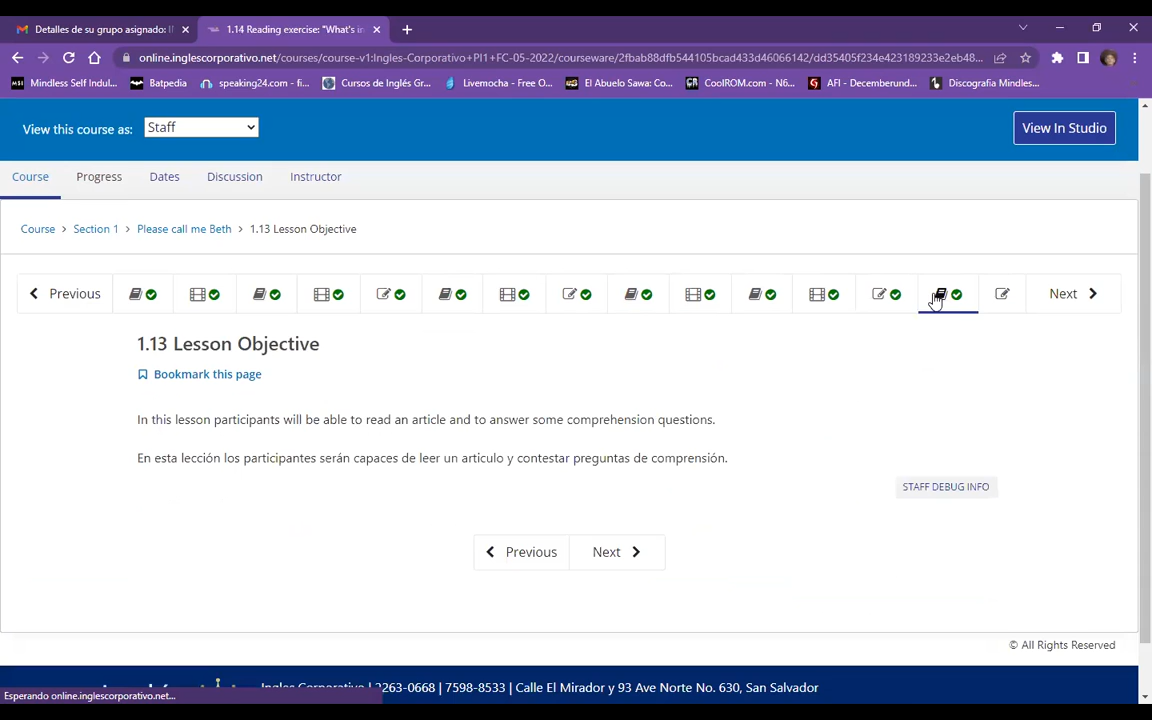 Detalles de su grupo asignado: I
1.14 Reading exercise: "What's in
online.inglescorporativo.net/courses/course-v1:Ingles-Corporativo+PI1+FC-05-2022/courseware/2fbab88dfb544105bcad433d46066142/dd35405f234e423189233e2eb48...
Mindless Self Indul...
Batpedia
speaking24.com - fi...
Cursos de Inglés Gr...
Livemocha - Free O...
El Abuelo Sawa: Co...
CoolROM.com - N6...
AFI - Decemberund...
Discografia Mindles...
View this course as:
Staff
View In Studio
Course
Progress
Dates
Discussion
Instructor
Course > Section 1 > Please call me Beth > 1.13 Lesson Objective
Previous
Next
1.13 Lesson Objective
Bookmark this page
In this lesson participants will be able to read an article and to answer some comprehension questions.
En esta lección los participantes serán capaces de leer un articulo y contestar preguntas de comprensión.
STAFF DEBUG INFO
Previous
Next
© All Rights Reserved
Ingles Corporativo | 2263-0668 | 7598-8533 | Calle El Mirador y 93 Ave Norte No. 630, San Salvador
Esperando online.inglescorporativo.net...